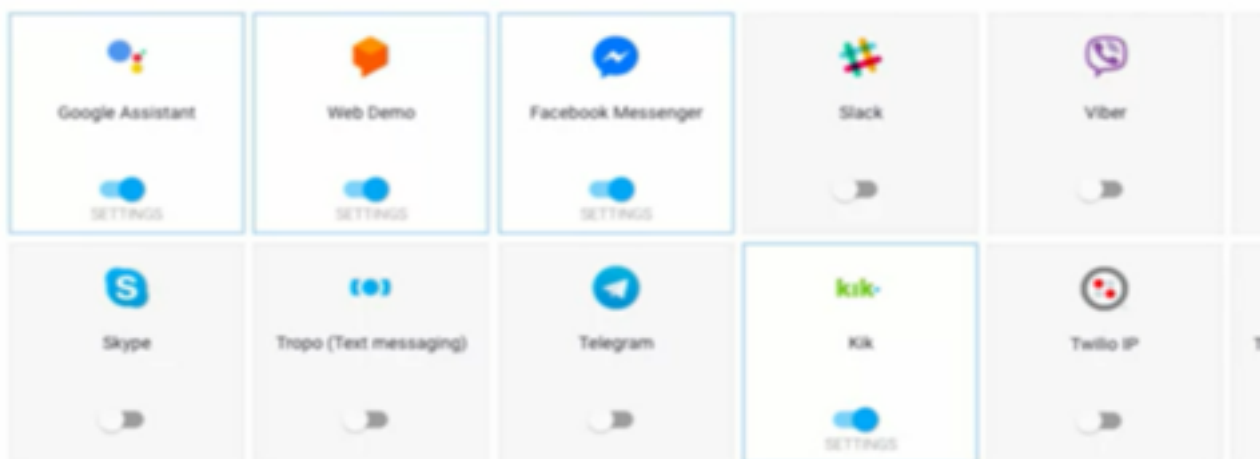 Google Assistant
Web Demo
Facebook Messenger
Slack
Viber
SETTINGS
SETTINGS
SETTINGS
S
kik
Skype
Tropo (Text messaging)
Telegram
Kik
Twilio IP
SETTINGS